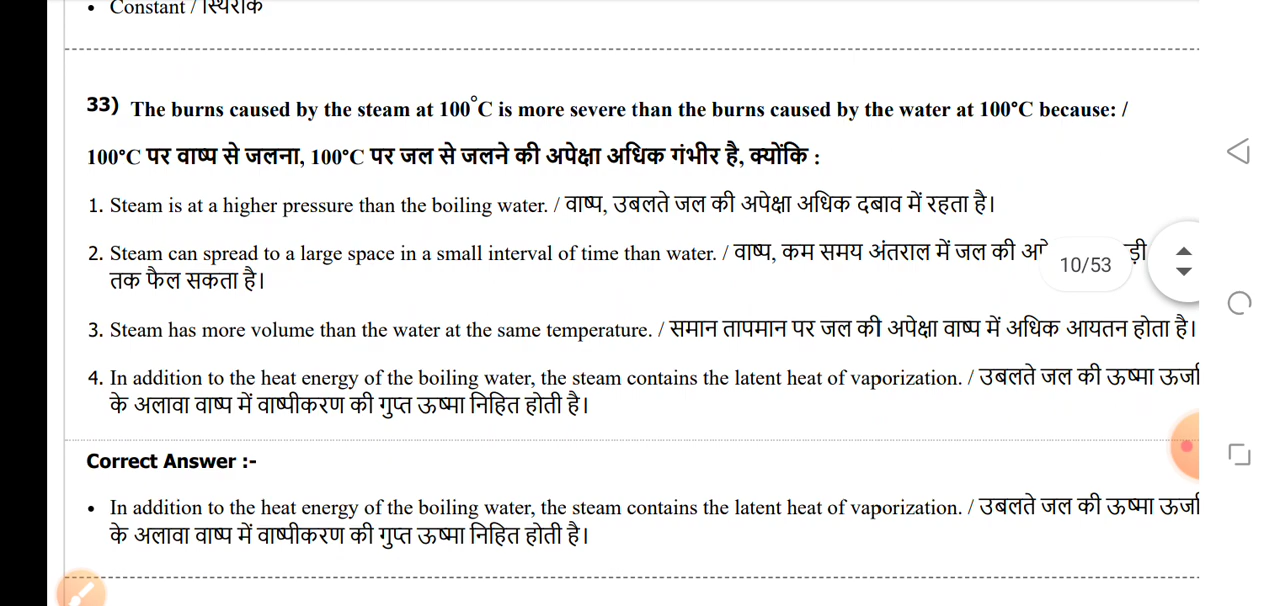 • Constant / स्थिरांक
33) The burns caused by the steam at 100°C is more severe than the burns caused by the water at 100°C because: /
100°C पर वाष्प से जलना, 100°C पर जल से जलने की अपेक्षा अधिक गंभीर है, क्योंकि :
1. Steam is at a higher pressure than the boiling water. / वाष्प, उबलते जल की अपेक्षा अधिक दबाव में रहता है।
2. Steam can spread to a large space in a small interval of time than water. / वाष्प, कम समय अंतराल में जल की
10/53
तक फैल सकता है।
3. Steam has more volume than the water at the same temperature. / समान तापमान पर जल की अपेक्षा वाष्प में अधिक आयतन होता है।
4. In addition to the heat energy of the boiling water, the steam contains the latent heat of vaporization. / उबलते जल की ऊष्मा ऊर्जा
के अलावा वाष्प में वाष्पीकरण की गुप्त ऊष्मा निहित होती है।
Correct Answer :-
• In addition to the heat energy of the boiling water, the steam contains the latent heat of vaporization. / उबलते जल की ऊष्मा ऊर्जा
के अलावा वाष्प में वाष्पीकरण की गुप्त ऊष्मा निहित होती है।